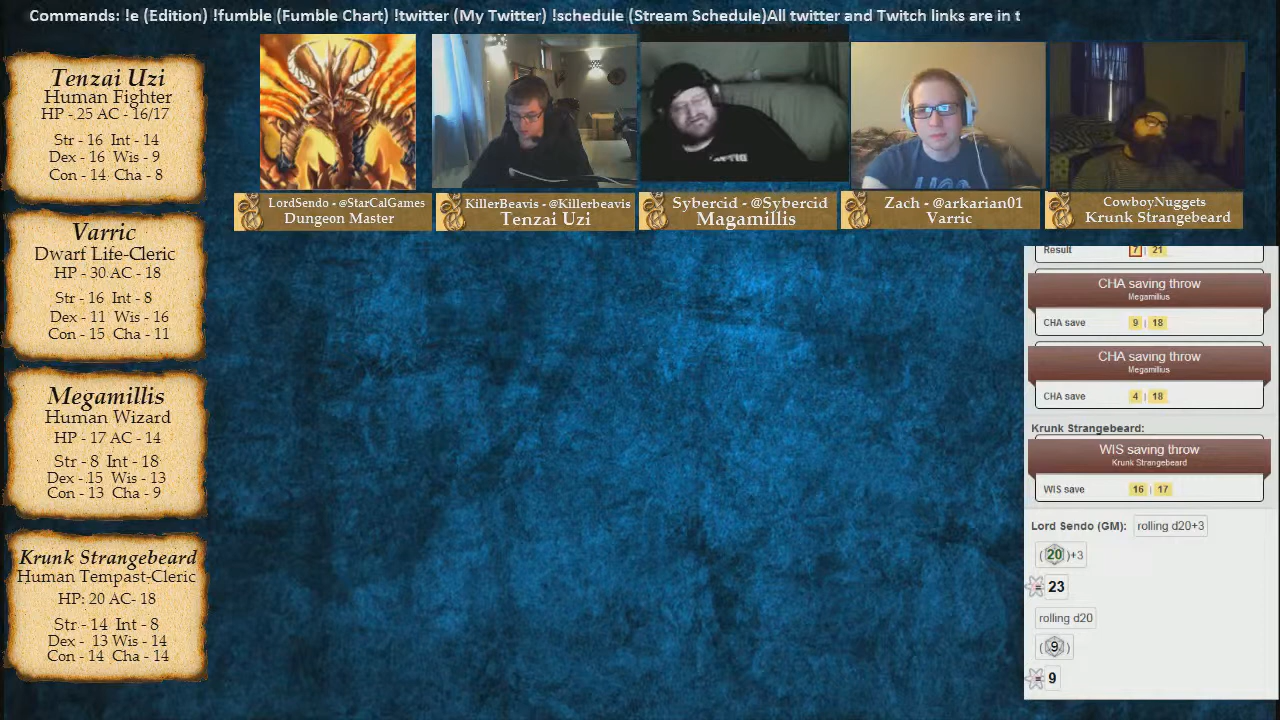 Commands: !e (Edition) !fumble (Fumble Chart) !twitter (My Twitter) !schedule (Stream Schedule)All twitter and Twitch links are in t
Tenzai Uzi
Human Fighter
HP - 25 AC - 16/17
Str - 16 Int - 14
Dex - 16 Wis - 9
Con - 14 Cha - 8
Varric
Dwarf Life-Cleric
HP - 30 AC - 18
Str - 16 Int - 8
Dex - 11 Wis - 16
Con - 15 Cha - 11
Megamillis
Human Wizard
HP - 17 AC - 14
Str - 8 Int - 18
Dex - 15 Wis - 13
Con - 13 Cha - 9
Krunk Strangebeard
Human Tempast-Cleric
HP: 20 AC- 18
Str - 14 Int - 8
Dex - 13 Wis - 14
Con - 14 Cha - 14
LordSendo - @StarCalGames
Dungeon Master
KillerBeavis - @Killerbeavis
Tenzai Uzi
Sybercid - @Sybercid
Magamillis
Zach - @arkarian01
Varric
CowboyNuggets
Krunk Strangebeard
Result 7 | 21
CHA saving throw
Megamillius
CHA save 9 | 18
CHA saving throw
Megamillius
CHA save 4 | 18
Krunk Strangebeard:
WIS saving throw
Krunk Strangebeard
WIS save 16 | 17
Lord Sendo (GM): rolling d20+3
(20)+3
= 23
rolling d20
(9)
= 9